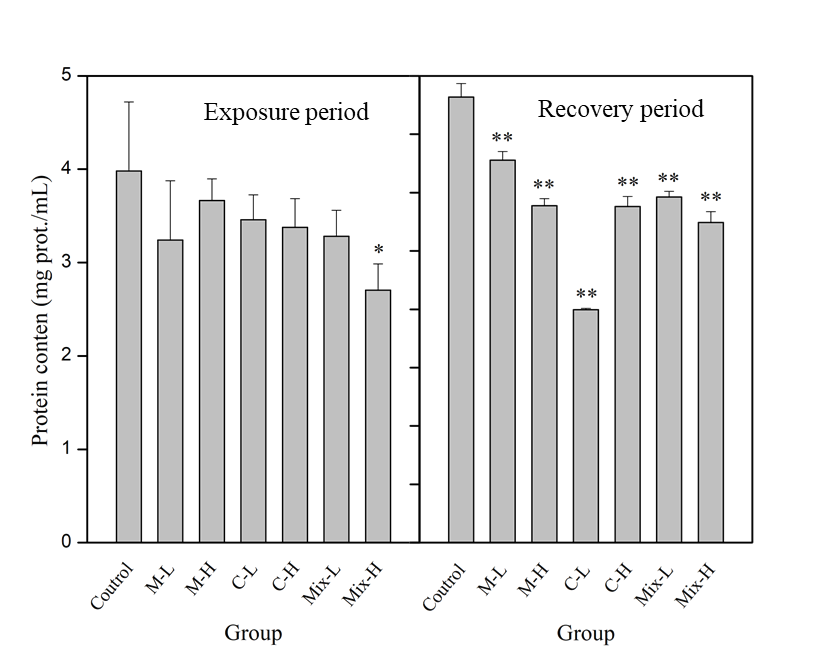 Exposure period
Recovery period
Protein conten (mg prot./mL)
5
4
3
2
1
0
**
**
**
**
**
**
*
Coutrol
M-L
M-H
C-L
C-H
Mix-L
Mix-H
Coutrol
M-L
M-H
C-L
C-H
Mix-L
Mix-H
Group
Group